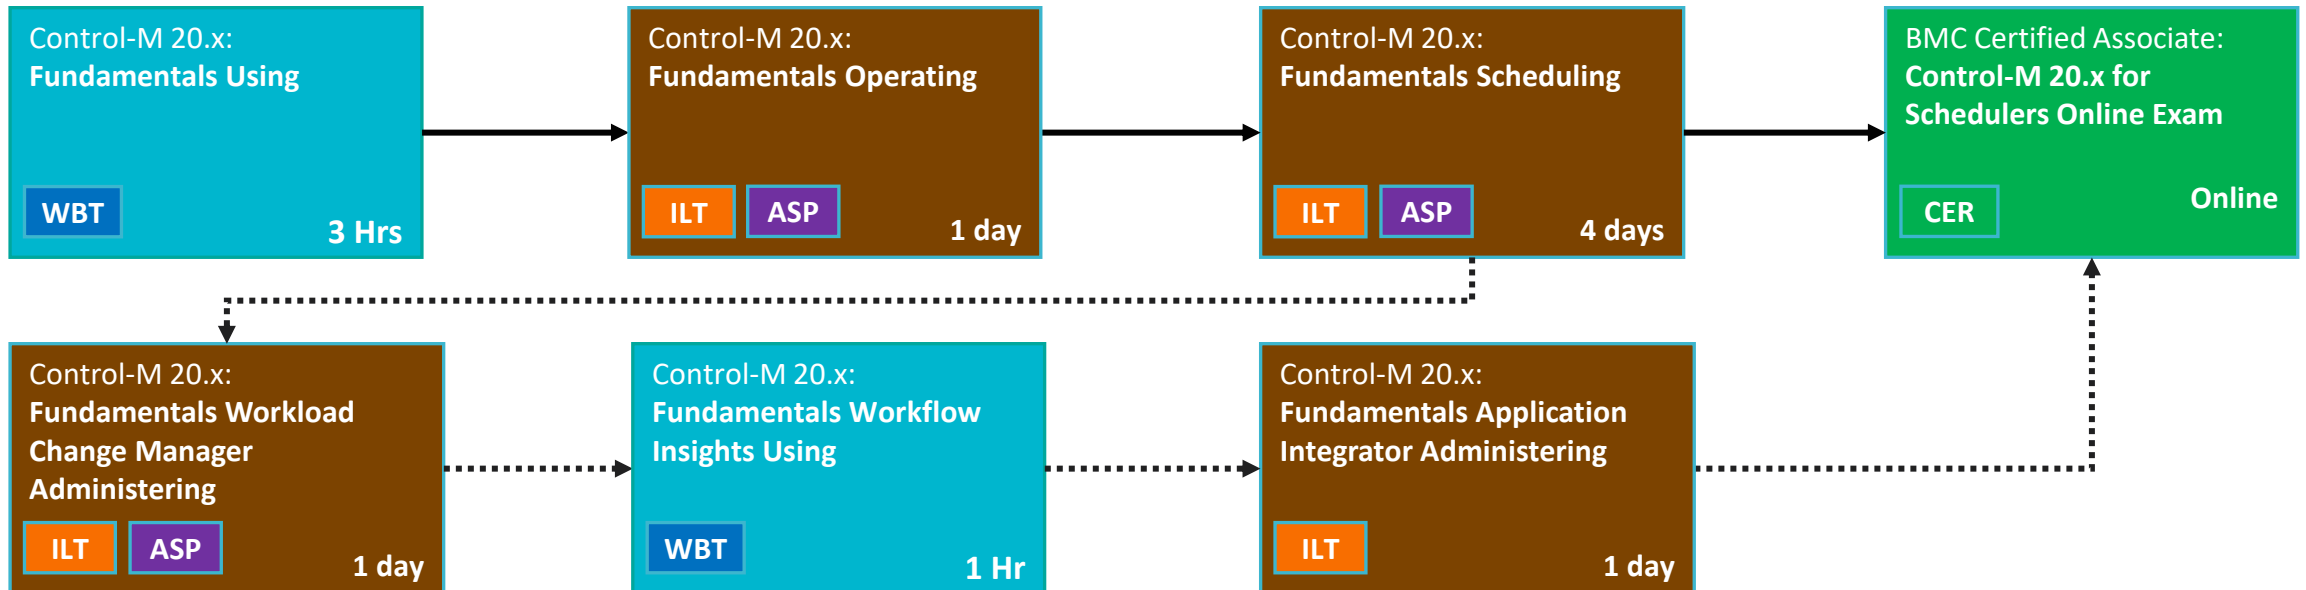 Control-M 20.x:
Fundamentals Using
WBT
3 Hrs
Control-M 20.x:
Fundamentals Operating
ILT
ASP
1 day
Control-M 20.x:
Fundamentals Scheduling
ILT
ASP
4 days
BMC Certified Associate:
Control-M 20.x for
Schedulers Online Exam
CER
Online
Control-M 20.x:
Fundamentals Workload
Change Manager
Administering
ILT
ASP
1 day
Control-M 20.x:
Fundamentals Workflow
Insights Using
WBT
1 Hr
Control-M 20.x:
Fundamentals Application
Integrator Administering
ILT
1 day